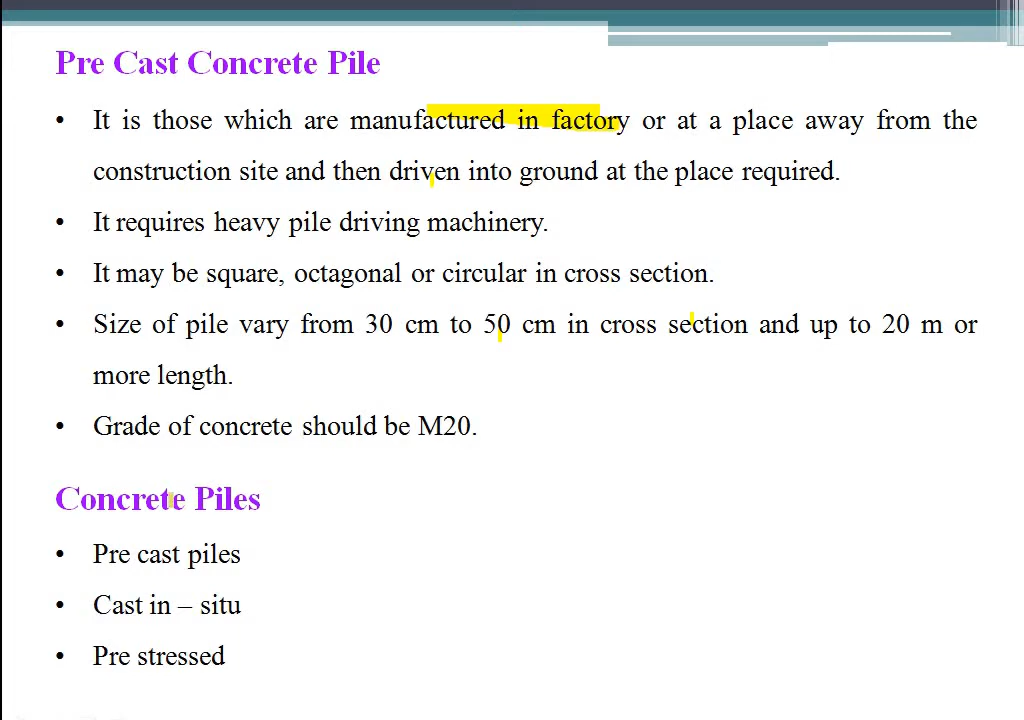 Pre Cast Concrete Pile
• It is those which are manufactured in factory or at a place away from the
construction site and then driven into ground at the place required.
• It requires heavy pile driving machinery.
• It may be square, octagonal or circular in cross section.
• Size of pile vary from 30 cm to 50 cm in cross section and up to 20 m or
more length.
• Grade of concrete should be M20.
Concrete Piles
• Pre cast piles
• Cast in – situ
• Pre stressed